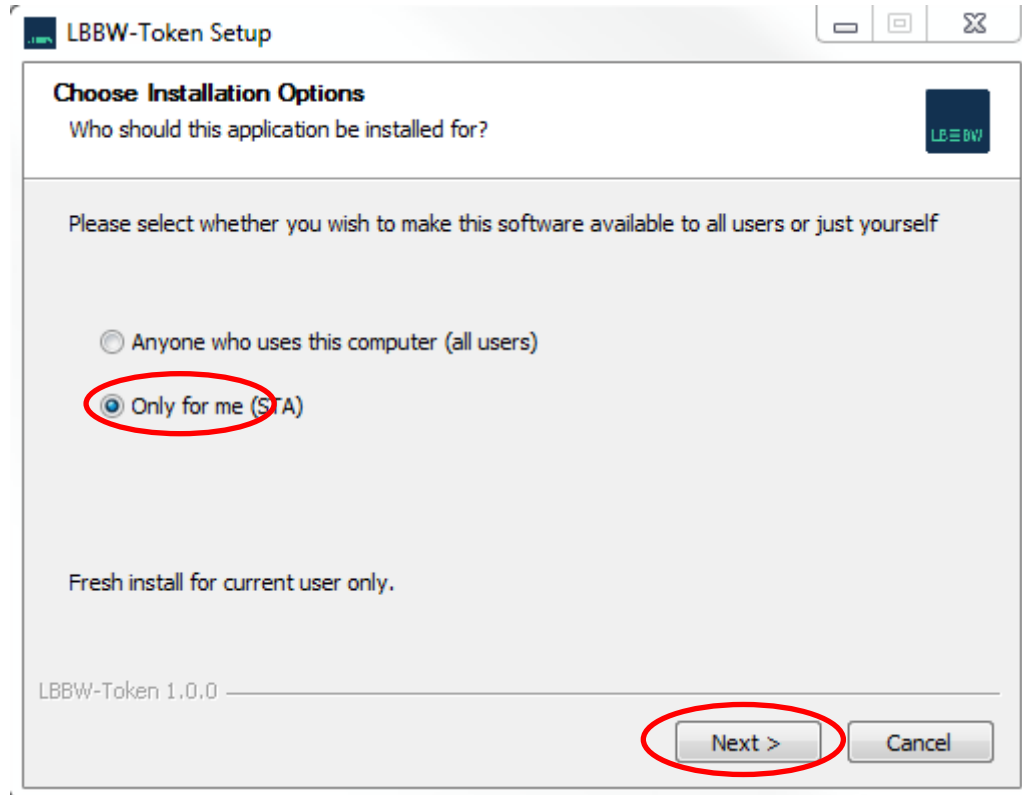 LBBW-Token Setup
Choose Installation Options
Who should this application be installed for?
LB≡BW
Please select whether you wish to make this software available to all users or just yourself
Anyone who uses this computer (all users)
Only for me (STA)
Fresh install for current user only.
LBBW-Token 1.0.0
Next >
Cancel